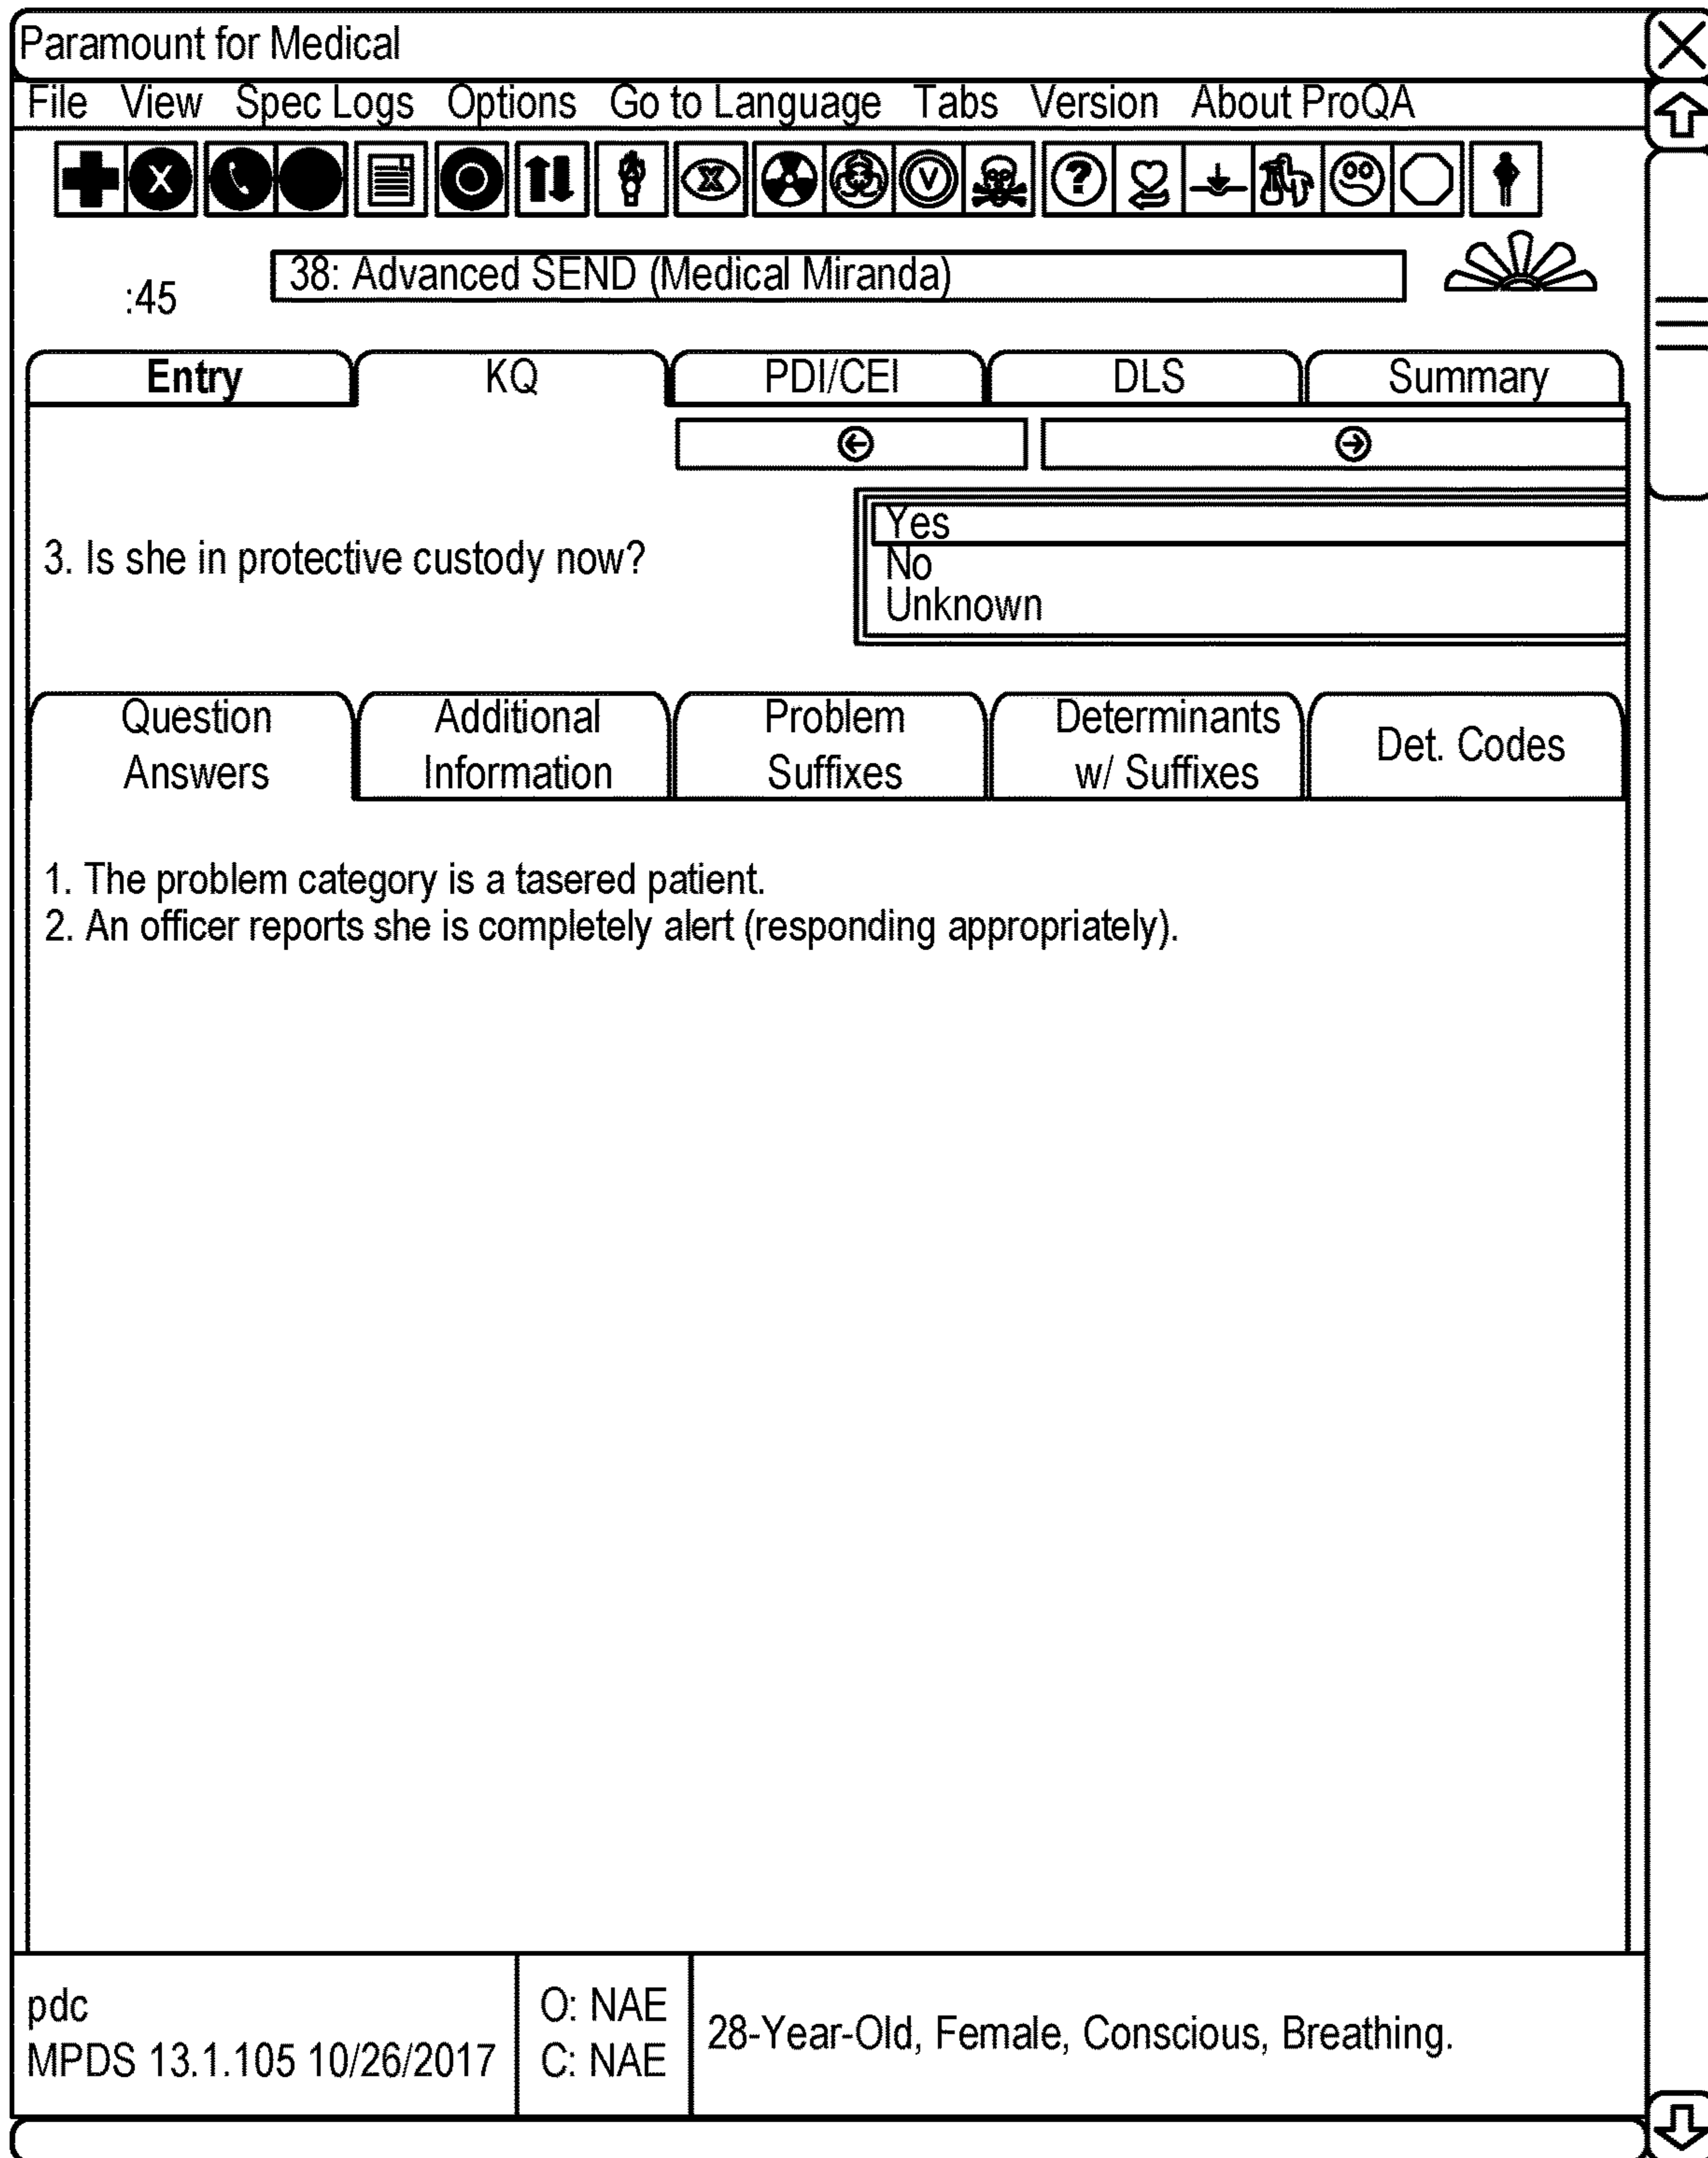 Paramount for Medical
File View Spec Logs Options Go to Language Tabs Version About ProQA
X V ?
:45
38: Advanced SEND (Medical Miranda)
Entry KQ PDI/CEI DLS Summary
3. Is she in protective custody now?
Yes
No
Unknown
Question Answers
Additional Information
Problem Suffixes
Determinants w/ Suffixes
Det. Codes
1. The problem category is a tasered patient.
2. An officer reports she is completely alert (responding appropriately).
pdc
MPDS 13.1.105 10/26/2017
O: NAE
C: NAE
28-Year-Old, Female, Conscious, Breathing.